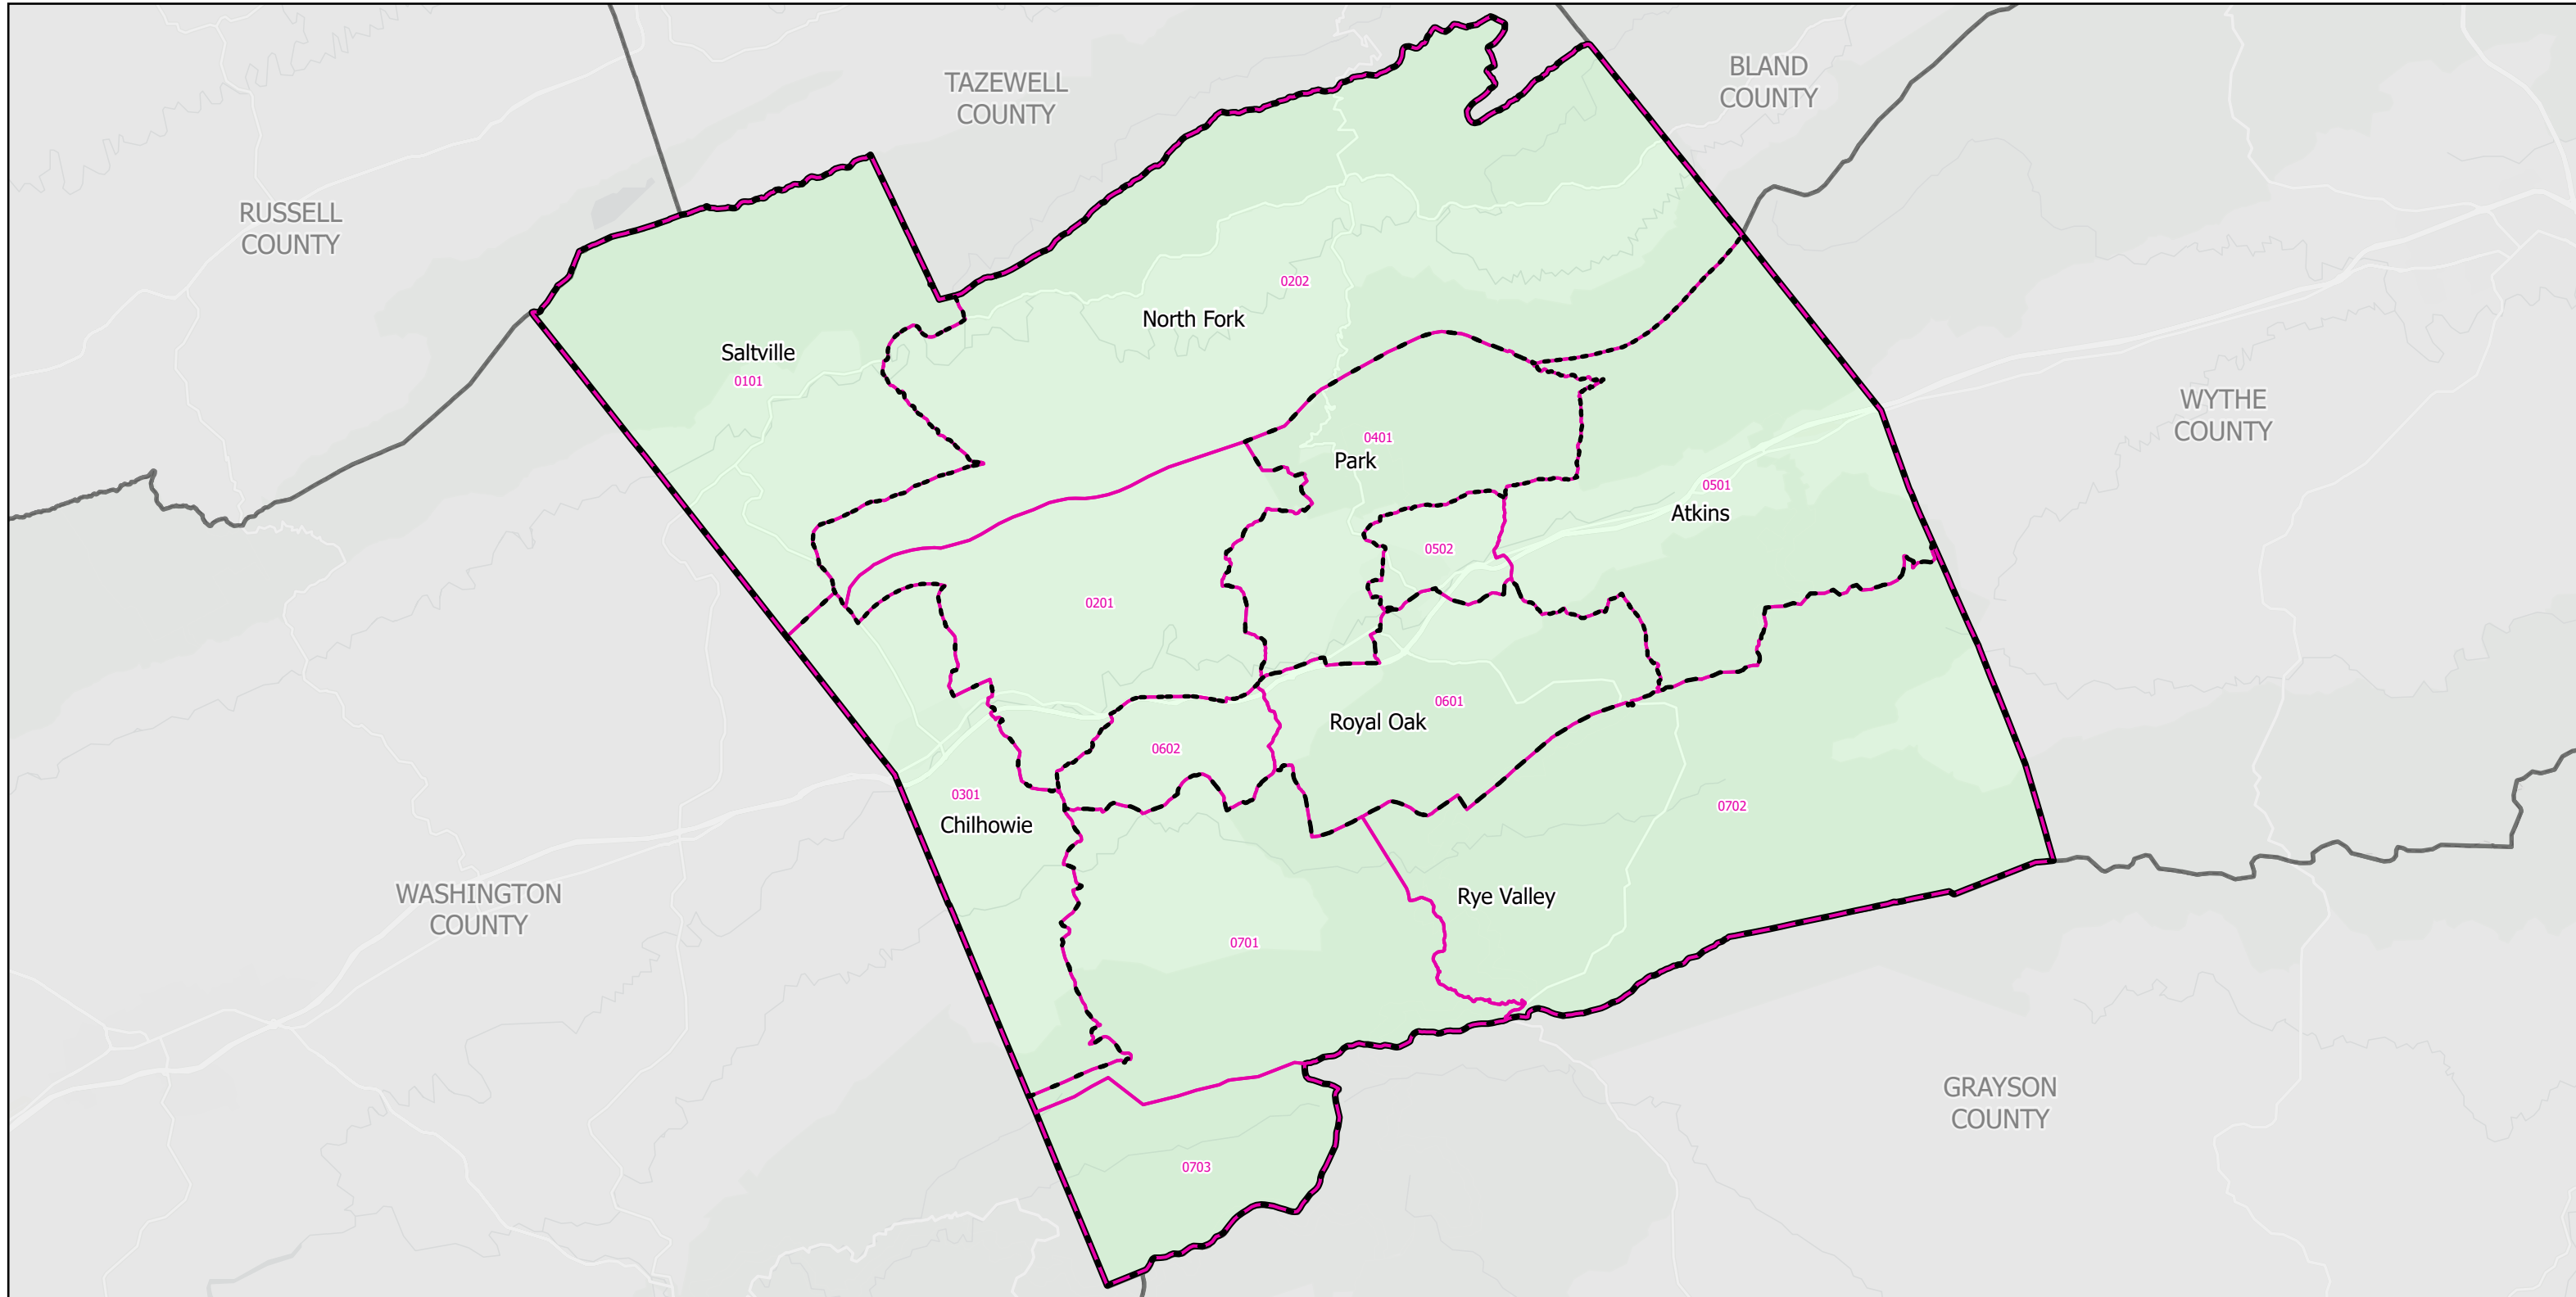 TAZEWELL
COUNTY
BLAND
COUNTY
RUSSELL
COUNTY
0202
North Fork
Saltville
0101
WYTHE
COUNTY
0401
Park
0501
Atkins
0502
0201
0601
Royal Oak
0602
0301
Chilhowie
0702
WASHINGTON
COUNTY
Rye Valley
0701
GRAYSON
COUNTY
0703